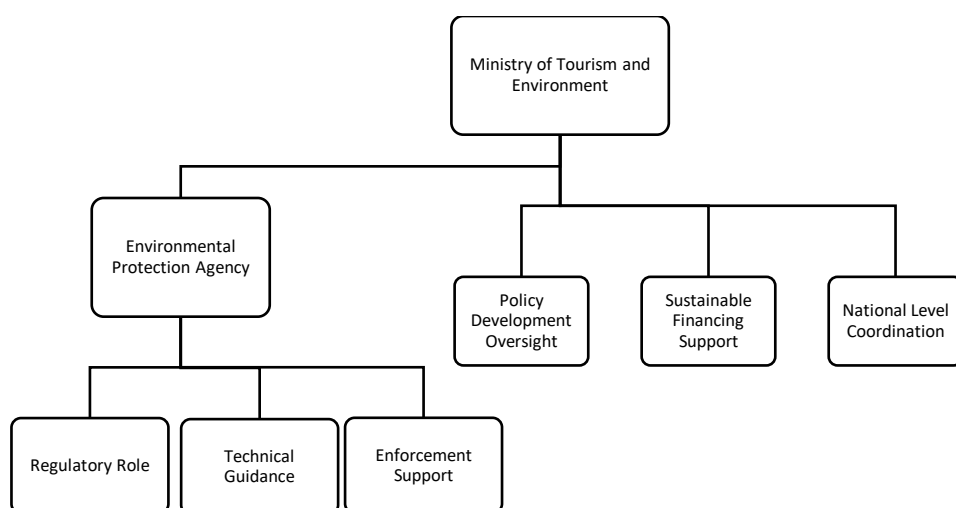 Ministry of Tourism and
Environment
Environmental
Protection Agency
Policy
Development
Oversight
Sustainable
Financing
Support
National Level
Coordination
Regulatory Role
Technical
Guidance
Enforcement
Support